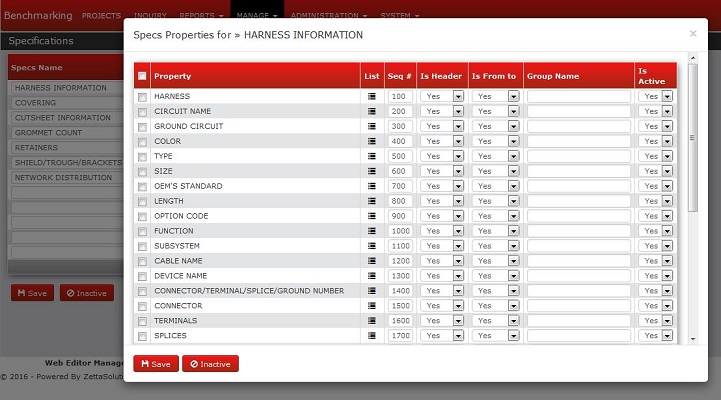 Benchmarking PROJECTS INQUIRY REPORTS MANAGE ADMINISTRATION SYSTEM
Specifications
Specs Name
HARNESS INFORMATION
COVERING
CUTSHEET INFORMATION
GROMMET COUNT
RETAINERS
SHIELD/TROUGH/BRACKETS
NETWORK DISTRIBUTION
Save Inactive
Web Editor Manage
© 2016 - Powered By ZettaSoluti
Specs Properties for » HARNESS INFORMATION ×
Property List Seq # Is Header Is From to Group Name Is Active
HARNESS 100 Yes Yes Yes
CIRCUIT NAME 200 Yes Yes Yes
GROUND CIRCUIT 300 Yes Yes Yes
COLOR 400 Yes Yes Yes
TYPE 500 Yes Yes Yes
SIZE 600 Yes Yes Yes
OEM'S STANDARD 700 Yes Yes Yes
LENGTH 800 Yes Yes Yes
OPTION CODE 900 Yes Yes Yes
FUNCTION 1000 Yes Yes Yes
SUBSYSTEM 1100 Yes Yes Yes
CABLE NAME 1200 Yes Yes Yes
DEVICE NAME 1300 Yes Yes Yes
CONNECTOR/TERMINAL/SPLICE/GROUND NUMBER 1400 Yes Yes Yes
CONNECTOR 1500 Yes Yes Yes
TERMINALS 1600 Yes Yes Yes
SPLICES 1700 Yes Yes Yes
Save Inactive